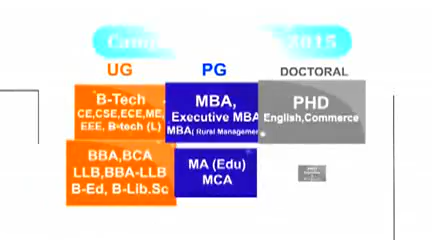 2015
UG
PG
DOCTORAL
B-Tech
CE,CSE,ECE,ME,
EEE, B-tech (L)
MBA,
Executive MBA
MBA( Rural Management
PHD
English,Commerce
BBA,BCA
LLB,BBA-LLB
B-Ed, B-Lib.Sc
MA (Edu)
MCA